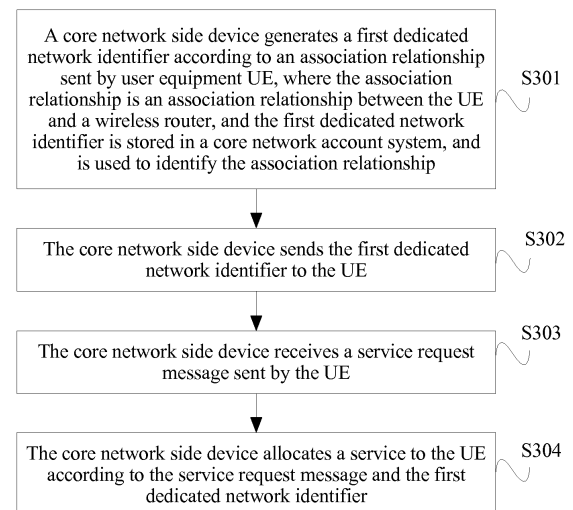 A core network side device generates a first dedicated
network identifier according to an association relationship
sent by user equipment UE, where the association
relationship is an association relationship between the UE
and a wireless router, and the first dedicated network
identifier is stored in a core network account system, and
is used to identify the association relationship
S301
The core network side device sends the first dedicated
network identifier to the UE
S302
The core network side device receives a service request
message sent by the UE
S303
The core network side device allocates a service to the UE
according to the service request message and the first
dedicated network identifier
S304